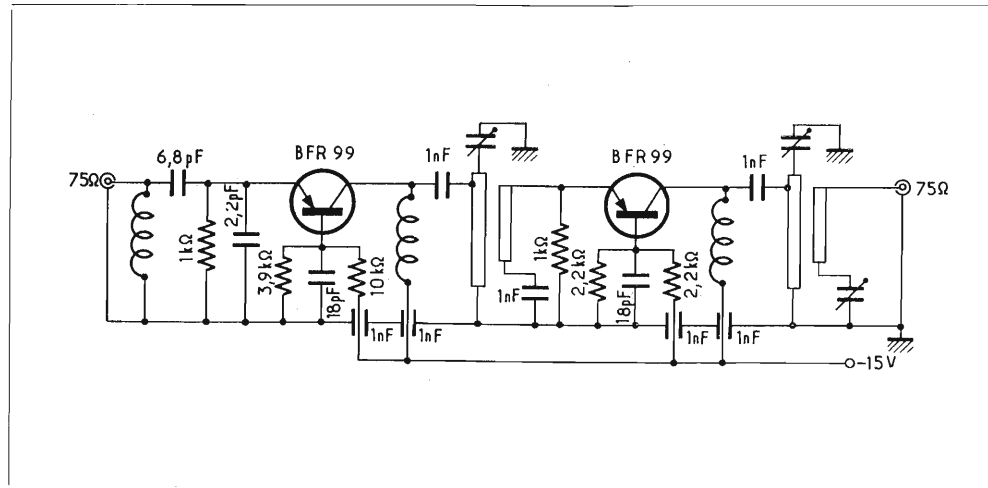 75Ω
6,8pF
1kΩ
2,2pF
BFR 99
3,9kΩ
18pF
10kΩ
1nF
1nF
1nF
1nF
1kΩ
BFR 99
2,2kΩ
18pF
2,2kΩ
1nF
1nF
1nF
75Ω
-15V